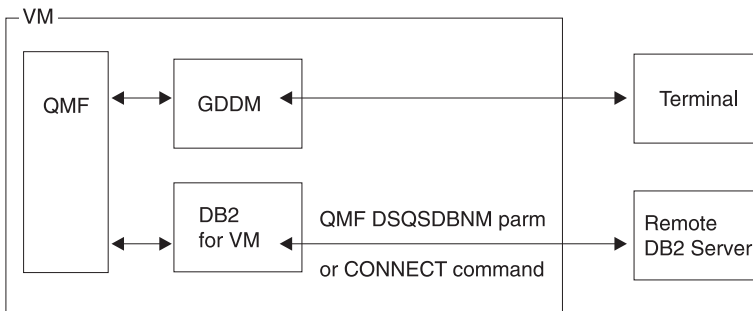 VM
QMF
GDDM
Terminal
DB2
for VM
QMF DSQSDBNM parm
or CONNECT command
Remote
DB2 Server